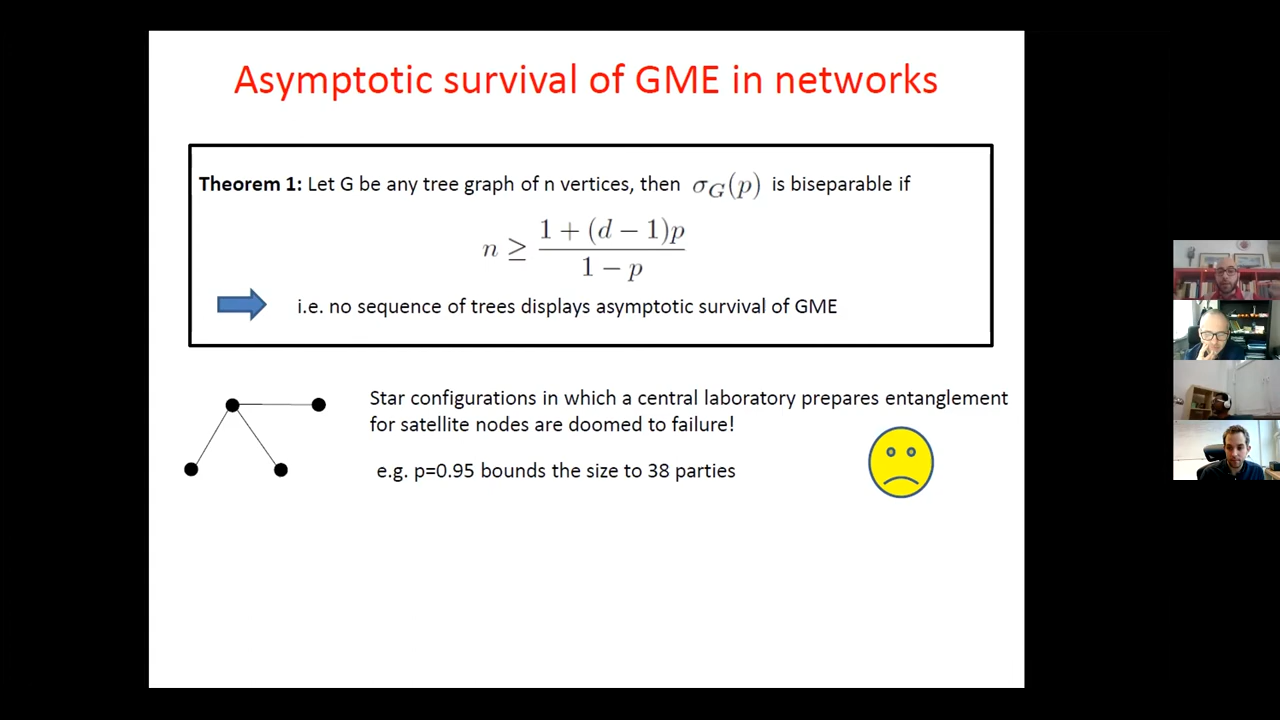 Asymptotic survival of GME in networks
Theorem 1: Let G be any tree graph of n vertices, then σ_G(p) is biseparable if
n ≥ \frac{1 + (d − 1)p}{1 − p}
i.e. no sequence of trees displays asymptotic survival of GME
Star configurations in which a central laboratory prepares entanglement
for satellite nodes are doomed to failure!
e.g. p=0.95 bounds the size to 38 parties